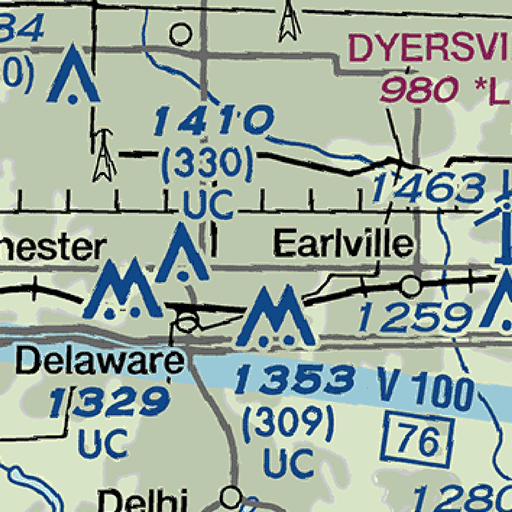 84
0)
DYERSVI
980 *L
1410
(330)
UC
1463
hester
Earlville
1259
Delaware
1329
UC
1353
(309)
UC
V 100
76
Delhi
1280